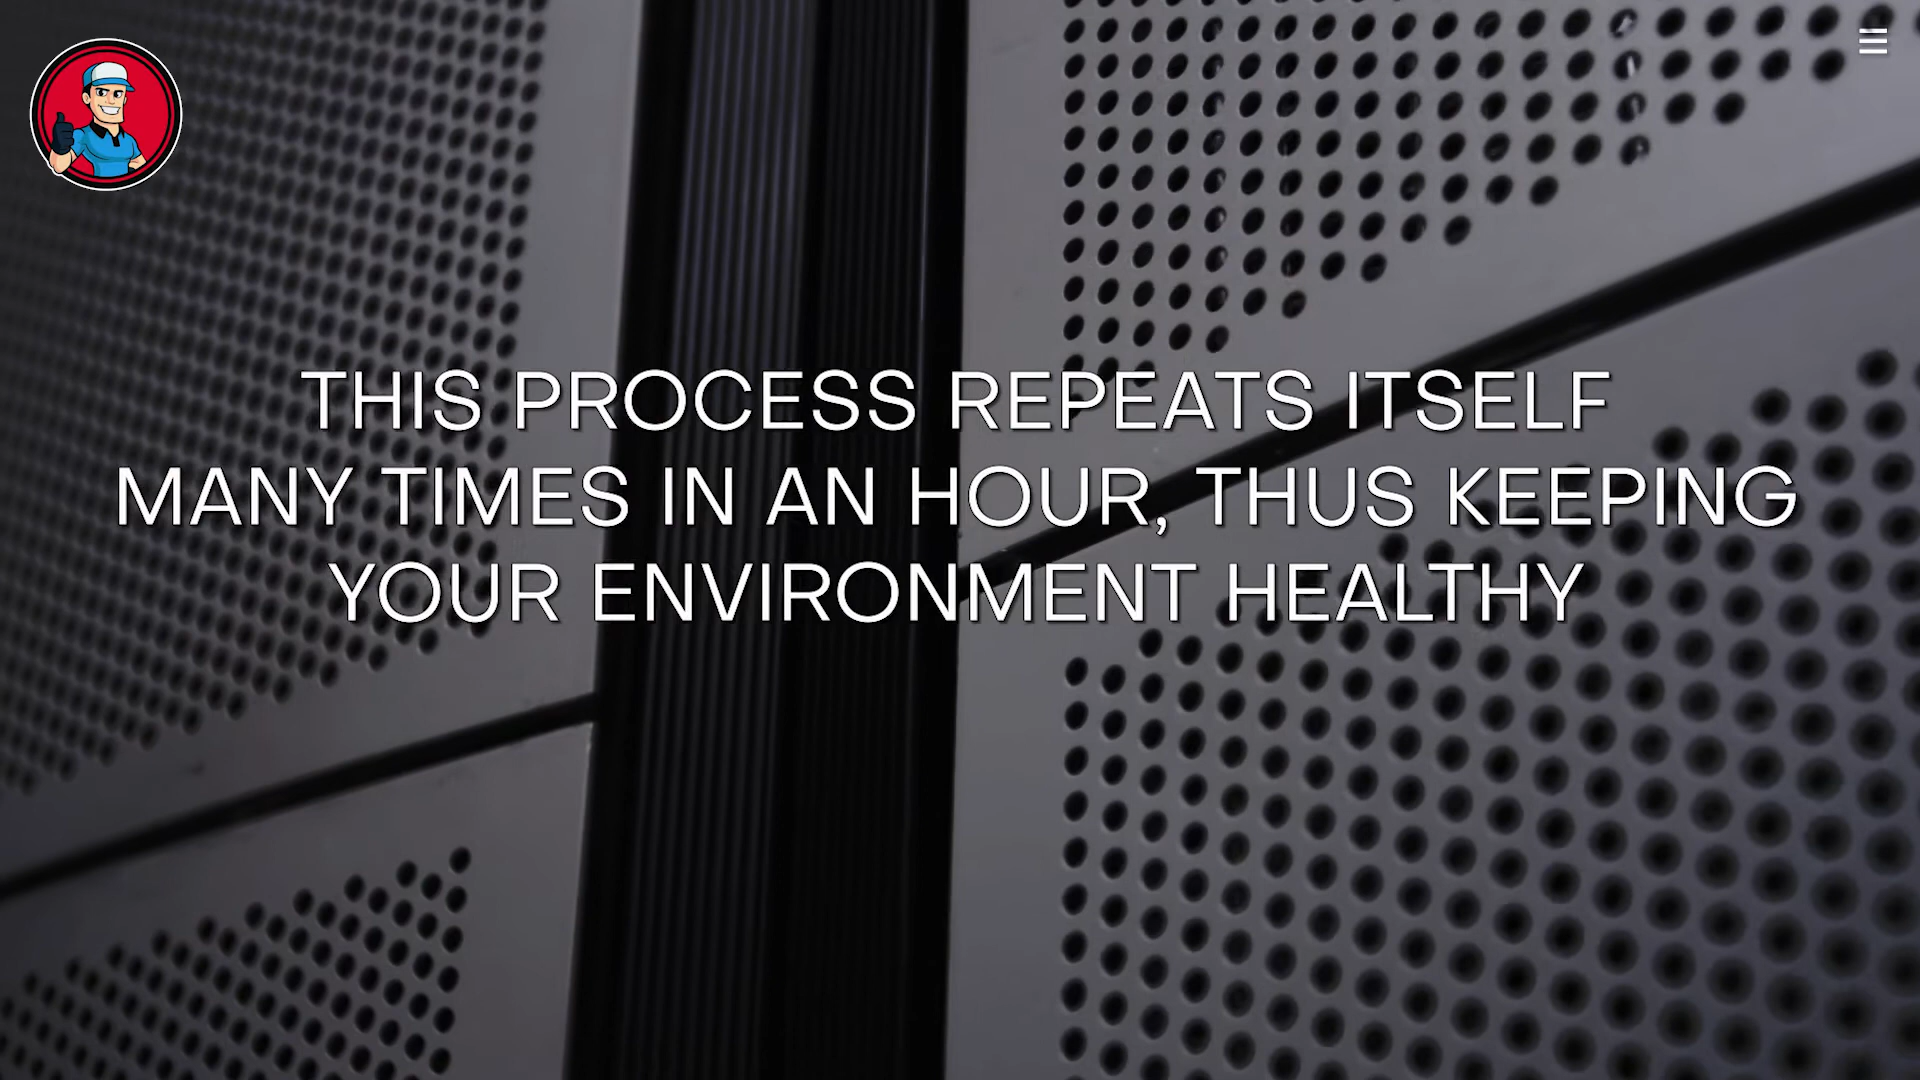 THIS PROCESS REPEATS ITSELF
MANY TIMES IN AN HOUR, THUS KEEPING
YOUR ENVIRONMENT HEALTHY